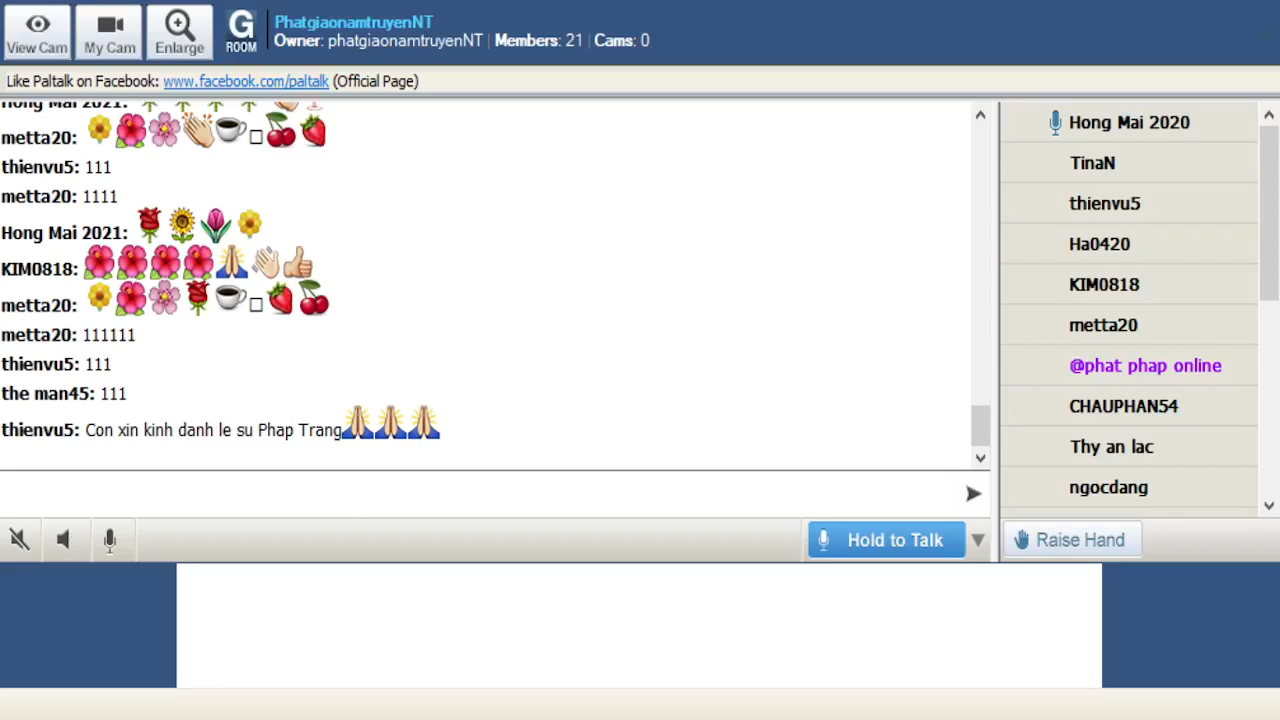 View Cam
My Cam
Enlarge
G
ROOM
PhatgiaonamtruyenNT
Owner: phatgiaonamtruyenNT | Members: 21 | Cams: 0
Like Paltalk on Facebook: www.facebook.com/paltalk (Official Page)
Hong Mai 2021:
metta20:
thienvu5: 111
metta20: 1111
Hong Mai 2021:
KIM0818:
metta20:
metta20: 111111
thienvu5: 111
the man45: 111
thienvu5: Con xin kinh danh le su Phap Trang
Hold to Talk
Hong Mai 2020
TinaN
thienvu5
Ha0420
KIM0818
metta20
@phat phap online
CHAUPHAN54
Thy an lac
ngocdang
Raise Hand